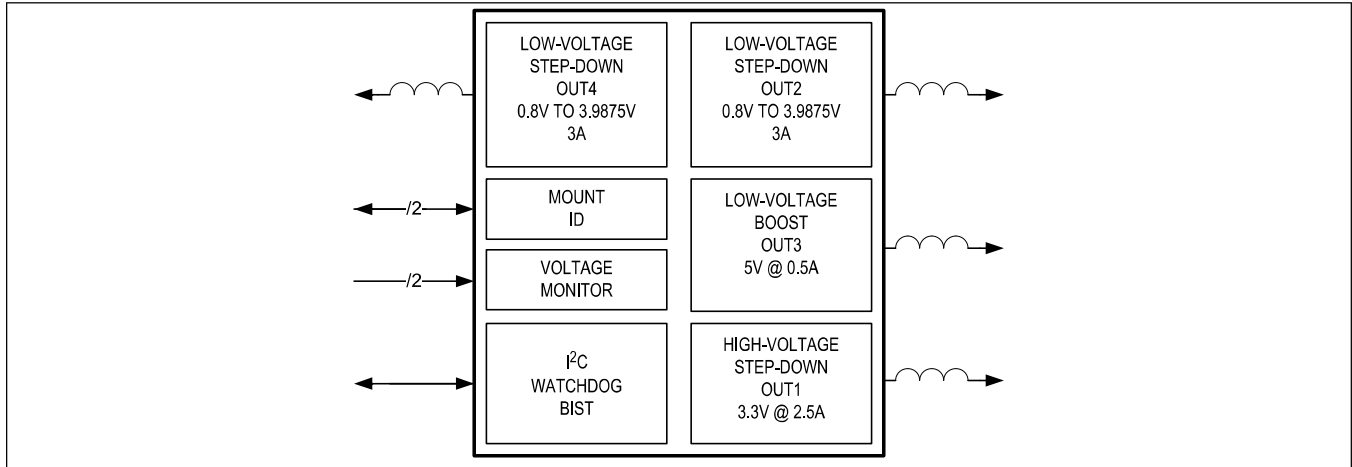 LOW-VOLTAGE
STEP-DOWN
OUT4
0.8V TO 3.9875V
3A
LOW-VOLTAGE
STEP-DOWN
OUT2
0.8V TO 3.9875V
3A
/2
MOUNT
ID
/2
VOLTAGE
MONITOR
LOW-VOLTAGE
BOOST
OUT3
5V @ 0.5A
I²C
WATCHDOG
BIST
HIGH-VOLTAGE
STEP-DOWN
OUT1
3.3V @ 2.5A